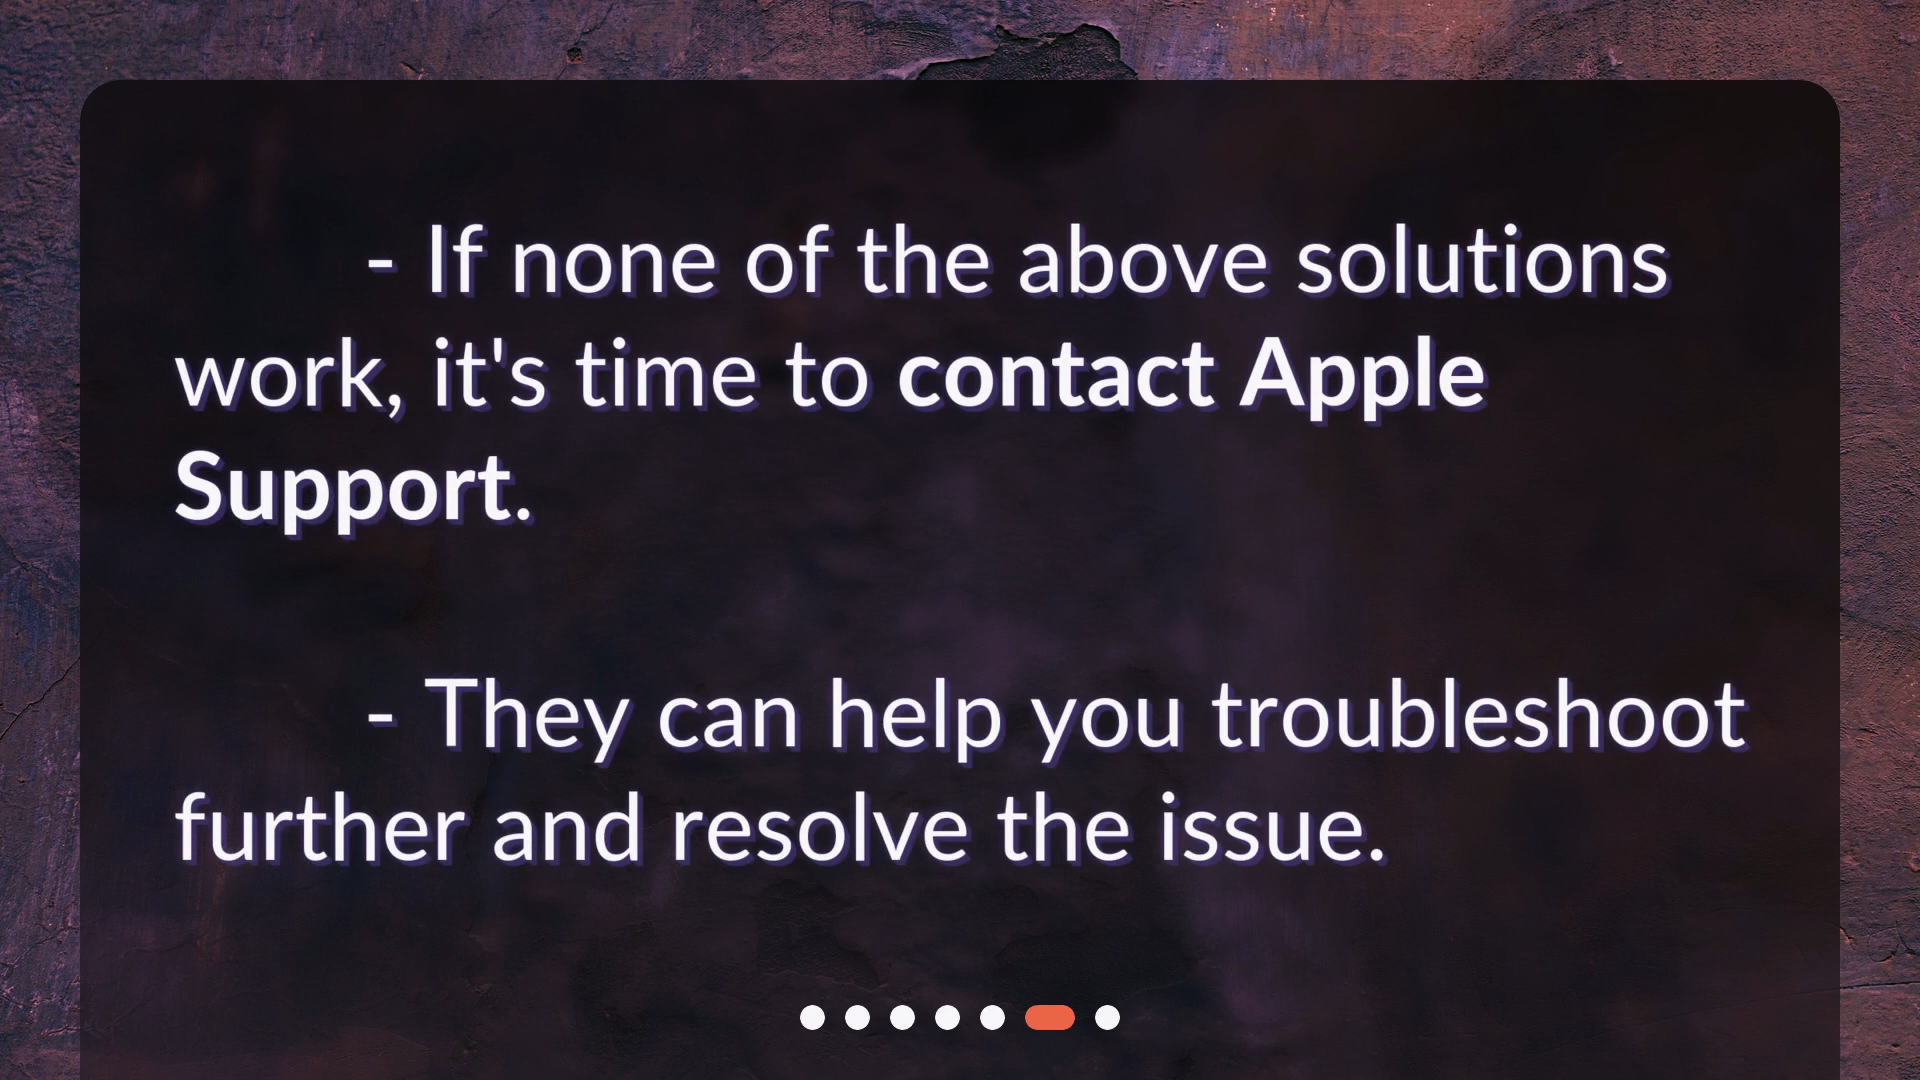 - If none of the above solutions
work, it's time to contact Apple
Support.
- They can help you troubleshoot
further and resolve the issue.